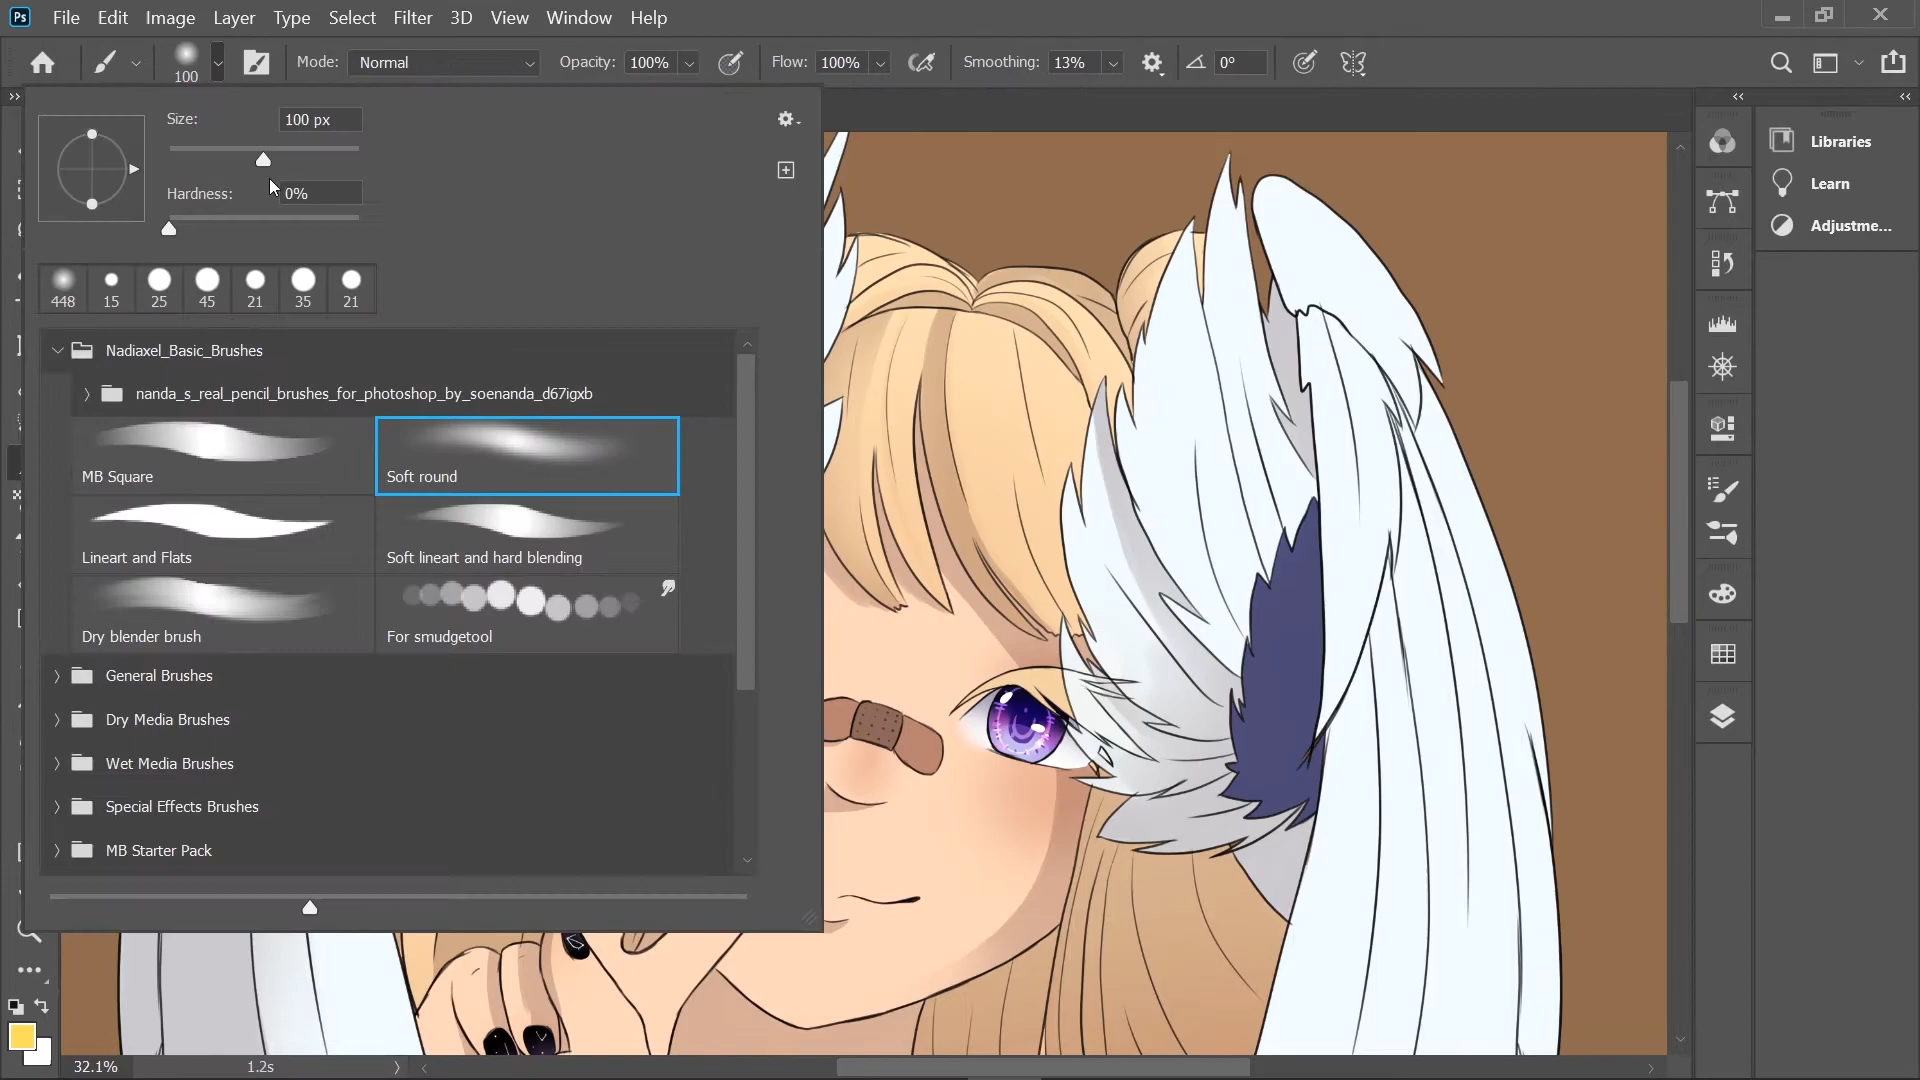 Ps File Edit Image Layer Type Select Filter 3D View Window Help
100 Mode: Normal Opacity: 100% Flow: 100% Smoothing: 13% 0°
Size: 100 px
Hardness: 0%
448 15 25 45 21 35 21
Nadiaxel_Basic_Brushes
nanda_s_real_pencil_brushes_for_photoshop_by_soenanda_d67igxb
MB Square Soft round
Lineart and Flats Soft lineart and hard blending
Dry blender brush For smudgetool
General Brushes
Dry Media Brushes
Wet Media Brushes
Special Effects Brushes
MB Starter Pack
Libraries
Learn
Adjustme...
32.1% 1.2s